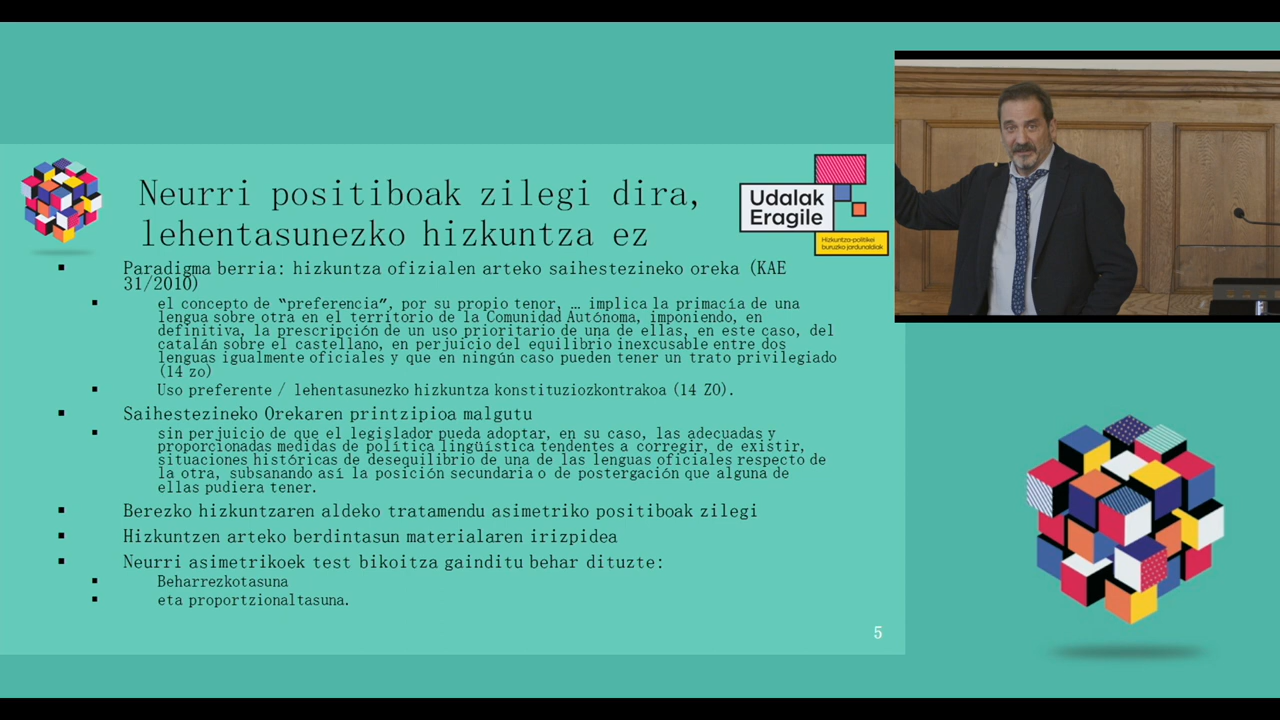 Neurri positiboak zilegi dira,
lehentasunezko hizkuntza ez
Udalak
Eragile
Hizkuntza-politikei
buruzko jardunaldiak
▪ Paradigma berria: hizkuntza ofizialen arteko saihestezineko oreka (KAE
31/2010)
▪ el concepto de “preferencia”, por su propio tenor, … implica la primacía de una
lengua sobre otra en el territorio de la Comunidad Autónoma, imponiendo, en
definitiva, la prescripción de un uso prioritario de una de ellas, en este caso, del
catalán sobre el castellano, en perjuicio del equilibrio inexcusable entre dos
lenguas igualmente oficiales y que en ningún caso pueden tener un trato privilegiado
(14 zo)
▪ Uso preferente / lehentasunezko hizkuntza konstituziozkontrakoa (14 ZO).
▪ Saihestezineko Orekaren printzipioa malgutu
▪ sin perjuicio de que el legislador pueda adoptar, en su caso, las adecuadas y
proporcionadas medidas de política lingüística tendentes a corregir, de existir,
situaciones históricas de desequilibrio de una de las lenguas oficiales respecto de
la otra, subsanando así la posición secundaria o de postergación que alguna de
ellas pudiera tener.
▪ Berezko hizkuntzaren aldeko tratamendu asimetriko positiboak zilegi
▪ Hizkuntzen arteko berdintasun materialaren irizpidea
▪ Neurri asimetrikoek test bikoitza gainditu behar dituzte:
▪ Beharrezkotasuna
▪ eta proportzionaltasuna.
5